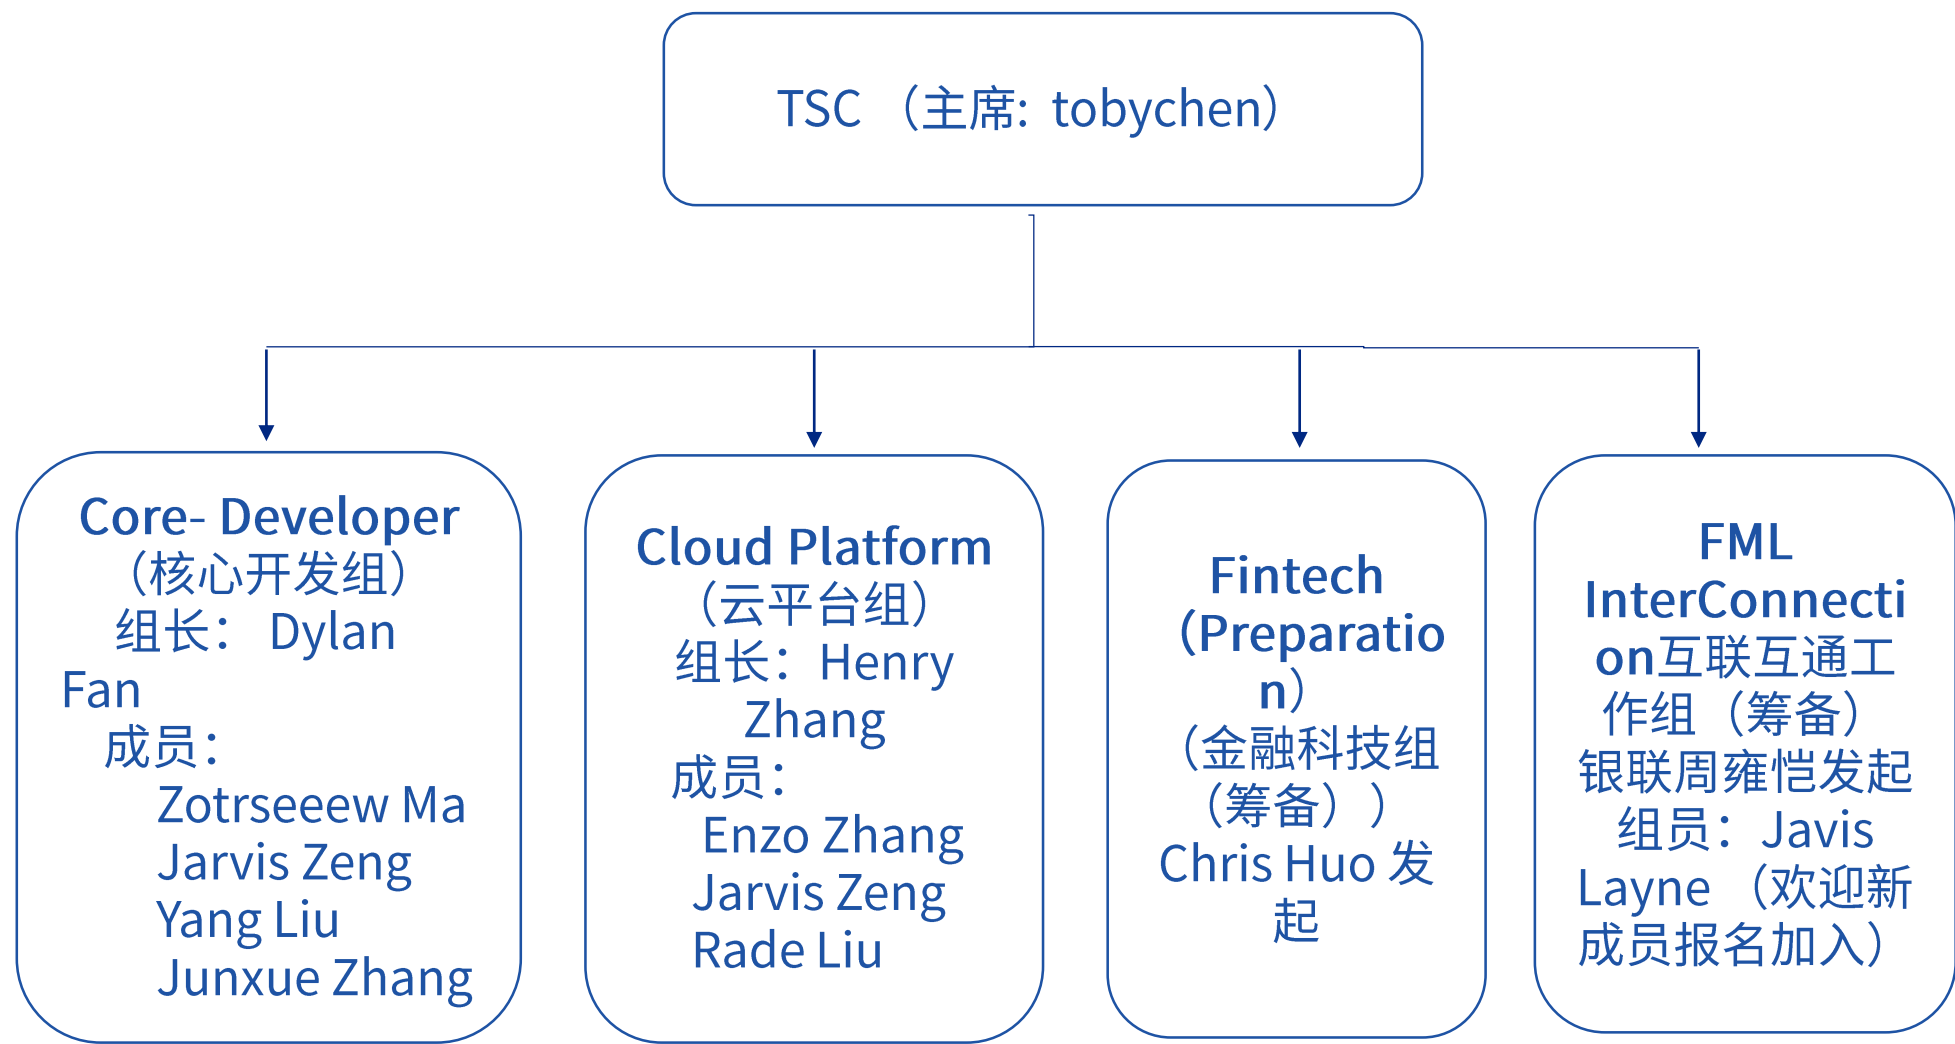 TSC （主席：tobychen）
Core- Developer
（核心开发组）
组长： Dylan
Fan
成员：
Zotrseeew Ma
Jarvis Zeng
Yang Liu
Junxue Zhang
Cloud Platform
（云平台组）
组长：Henry
Zhang
成员：
Enzo Zhang
Jarvis Zeng
Rade Liu
Fintech
（Preparatio
n）
（金融科技组
（筹备））
Chris Huo 发
起
FML
InterConnecti
on互联互通工
作组（筹备）
银联周雍恺发起
组员：Javis
Layne （欢迎新
成员报名加入）